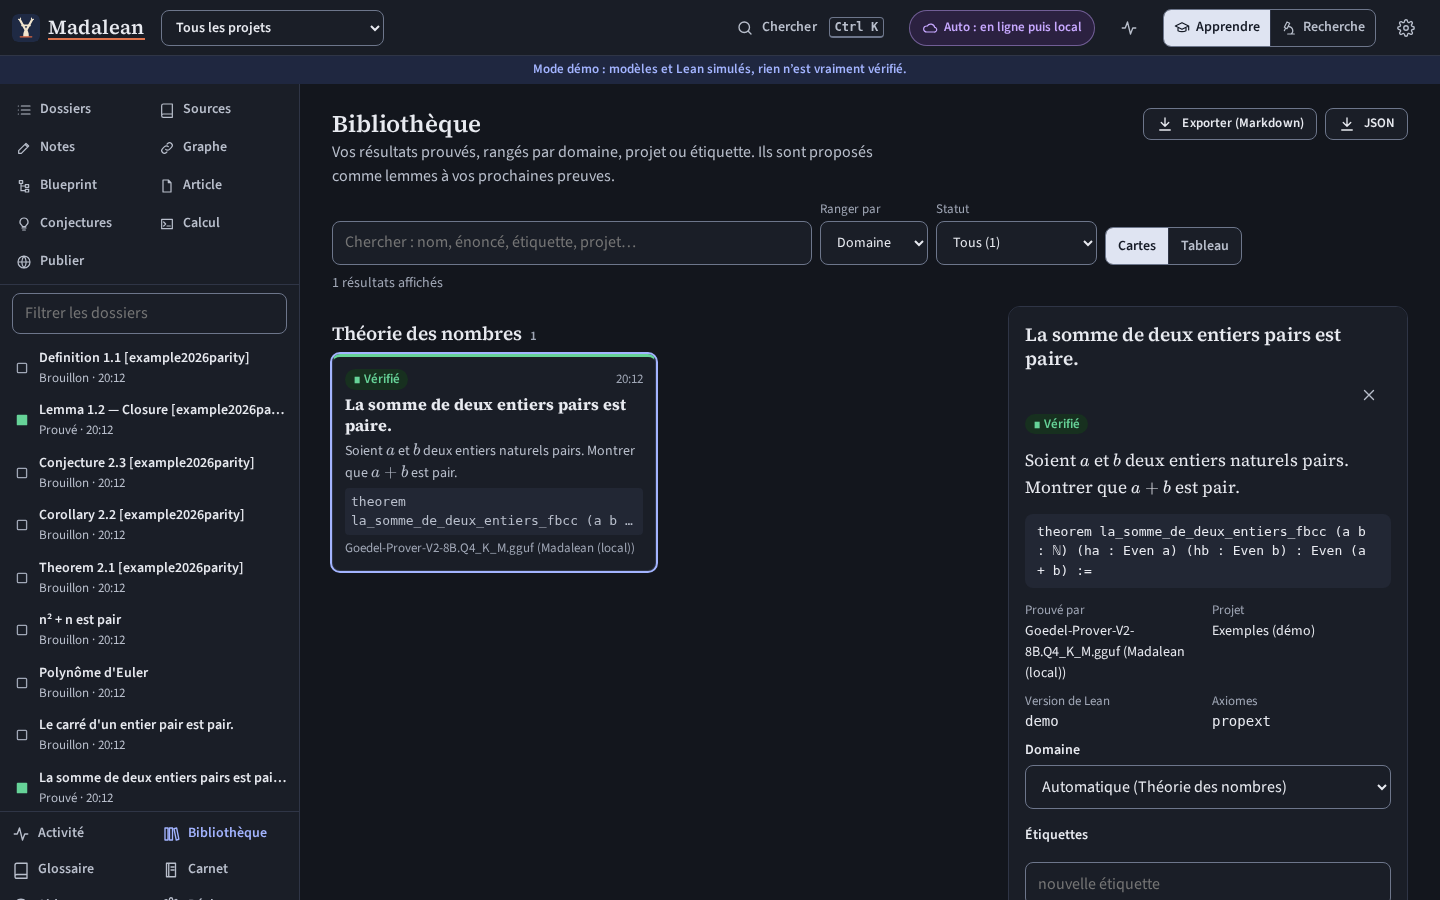 Madalean
Tous les projets
Chercher
Ctrl K
Auto : en ligne puis local
Apprendre
Recherche
Mode démo : modèles et Lean simulés, rien n’est vraiment vérifié.
Dossiers
Sources
Notes
Graphe
Blueprint
Article
Conjectures
Calcul
Publier
Filtrer les dossiers
Definition 1.1 [example2026parity]
Brouillon · 20:12
Lemma 1.2 — Closure [example2026pa…
Prouvé · 20:12
Conjecture 2.3 [example2026parity]
Brouillon · 20:12
Corollary 2.2 [example2026parity]
Brouillon · 20:12
Theorem 2.1 [example2026parity]
Brouillon · 20:12
n² + n est pair
Brouillon · 20:12
Polynôme d'Euler
Brouillon · 20:12
Le carré d'un entier pair est pair.
Brouillon · 20:12
La somme de deux entiers pairs est pai…
Prouvé · 20:12
Activité
Bibliothèque
Glossaire
Carnet
Bibliothèque
Vos résultats prouvés, rangés par domaine, projet ou étiquette. Ils sont proposés
comme lemmes à vos prochaines preuves.
Exporter (Markdown)
JSON
Chercher : nom, énoncé, étiquette, projet…
Ranger par
Domaine
Statut
Tous (1)
Cartes
Tableau
1 résultats affichés
Théorie des nombres 1
Vérifié
20:12
La somme de deux entiers pairs est
paire.
Soient a et b deux entiers naturels pairs. Montrer
que a + b est pair.
theorem
la_somme_de_deux_entiers_fbcc (a b …
Goedel-Prover-V2-8B.Q4_K_M.gguf (Madalean (local))
La somme de deux entiers pairs est
paire.
Vérifié
Soient a et b deux entiers naturels pairs.
Montrer que a + b est pair.
theorem la_somme_de_deux_entiers_fbcc (a b
: ℕ) (ha : Even a) (hb : Even b) : Even (a
+ b) :=
Prouvé par
Goedel-Prover-V2-
8B.Q4_K_M.gguf (Madalean
(local))
Projet
Exemples (démo)
Version de Lean
demo
Axiomes
propext
Domaine
Automatique (Théorie des nombres)
Étiquettes
nouvelle étiquette